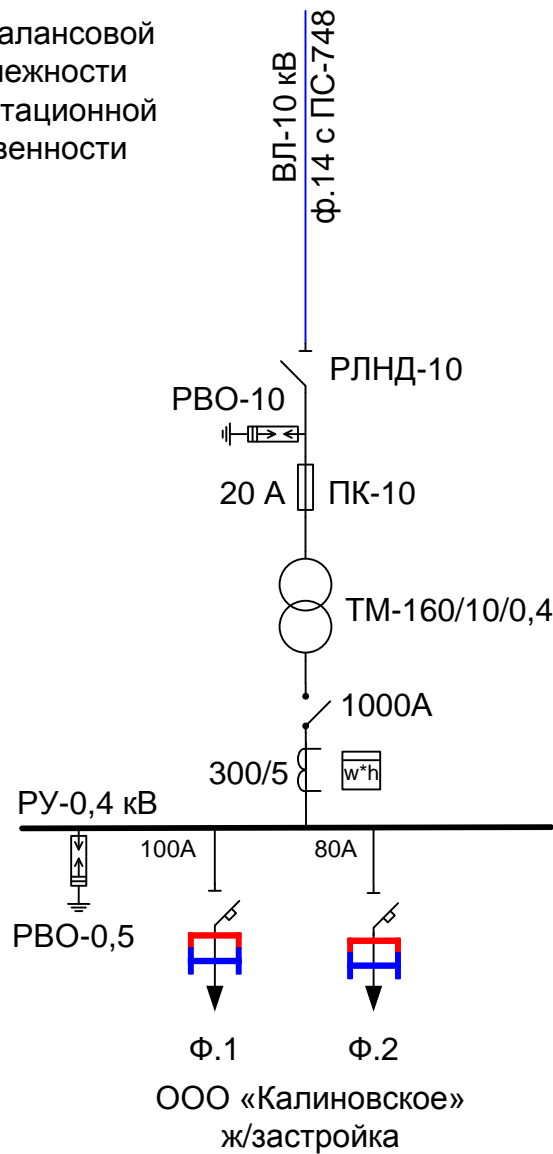 алансовой
лежности
тационной
венности
ВЛ-10 кВ
ф.14 с ПС-748
РЛНД-10
РВО-10
20 А
ПК-10
ТМ-160/10/0,4
1000А
300/5
w*h
РУ-0,4 кВ
100А
80А
РВО-0,5
Ф.1
Ф.2
ООО «Калиновское»
ж/застройка